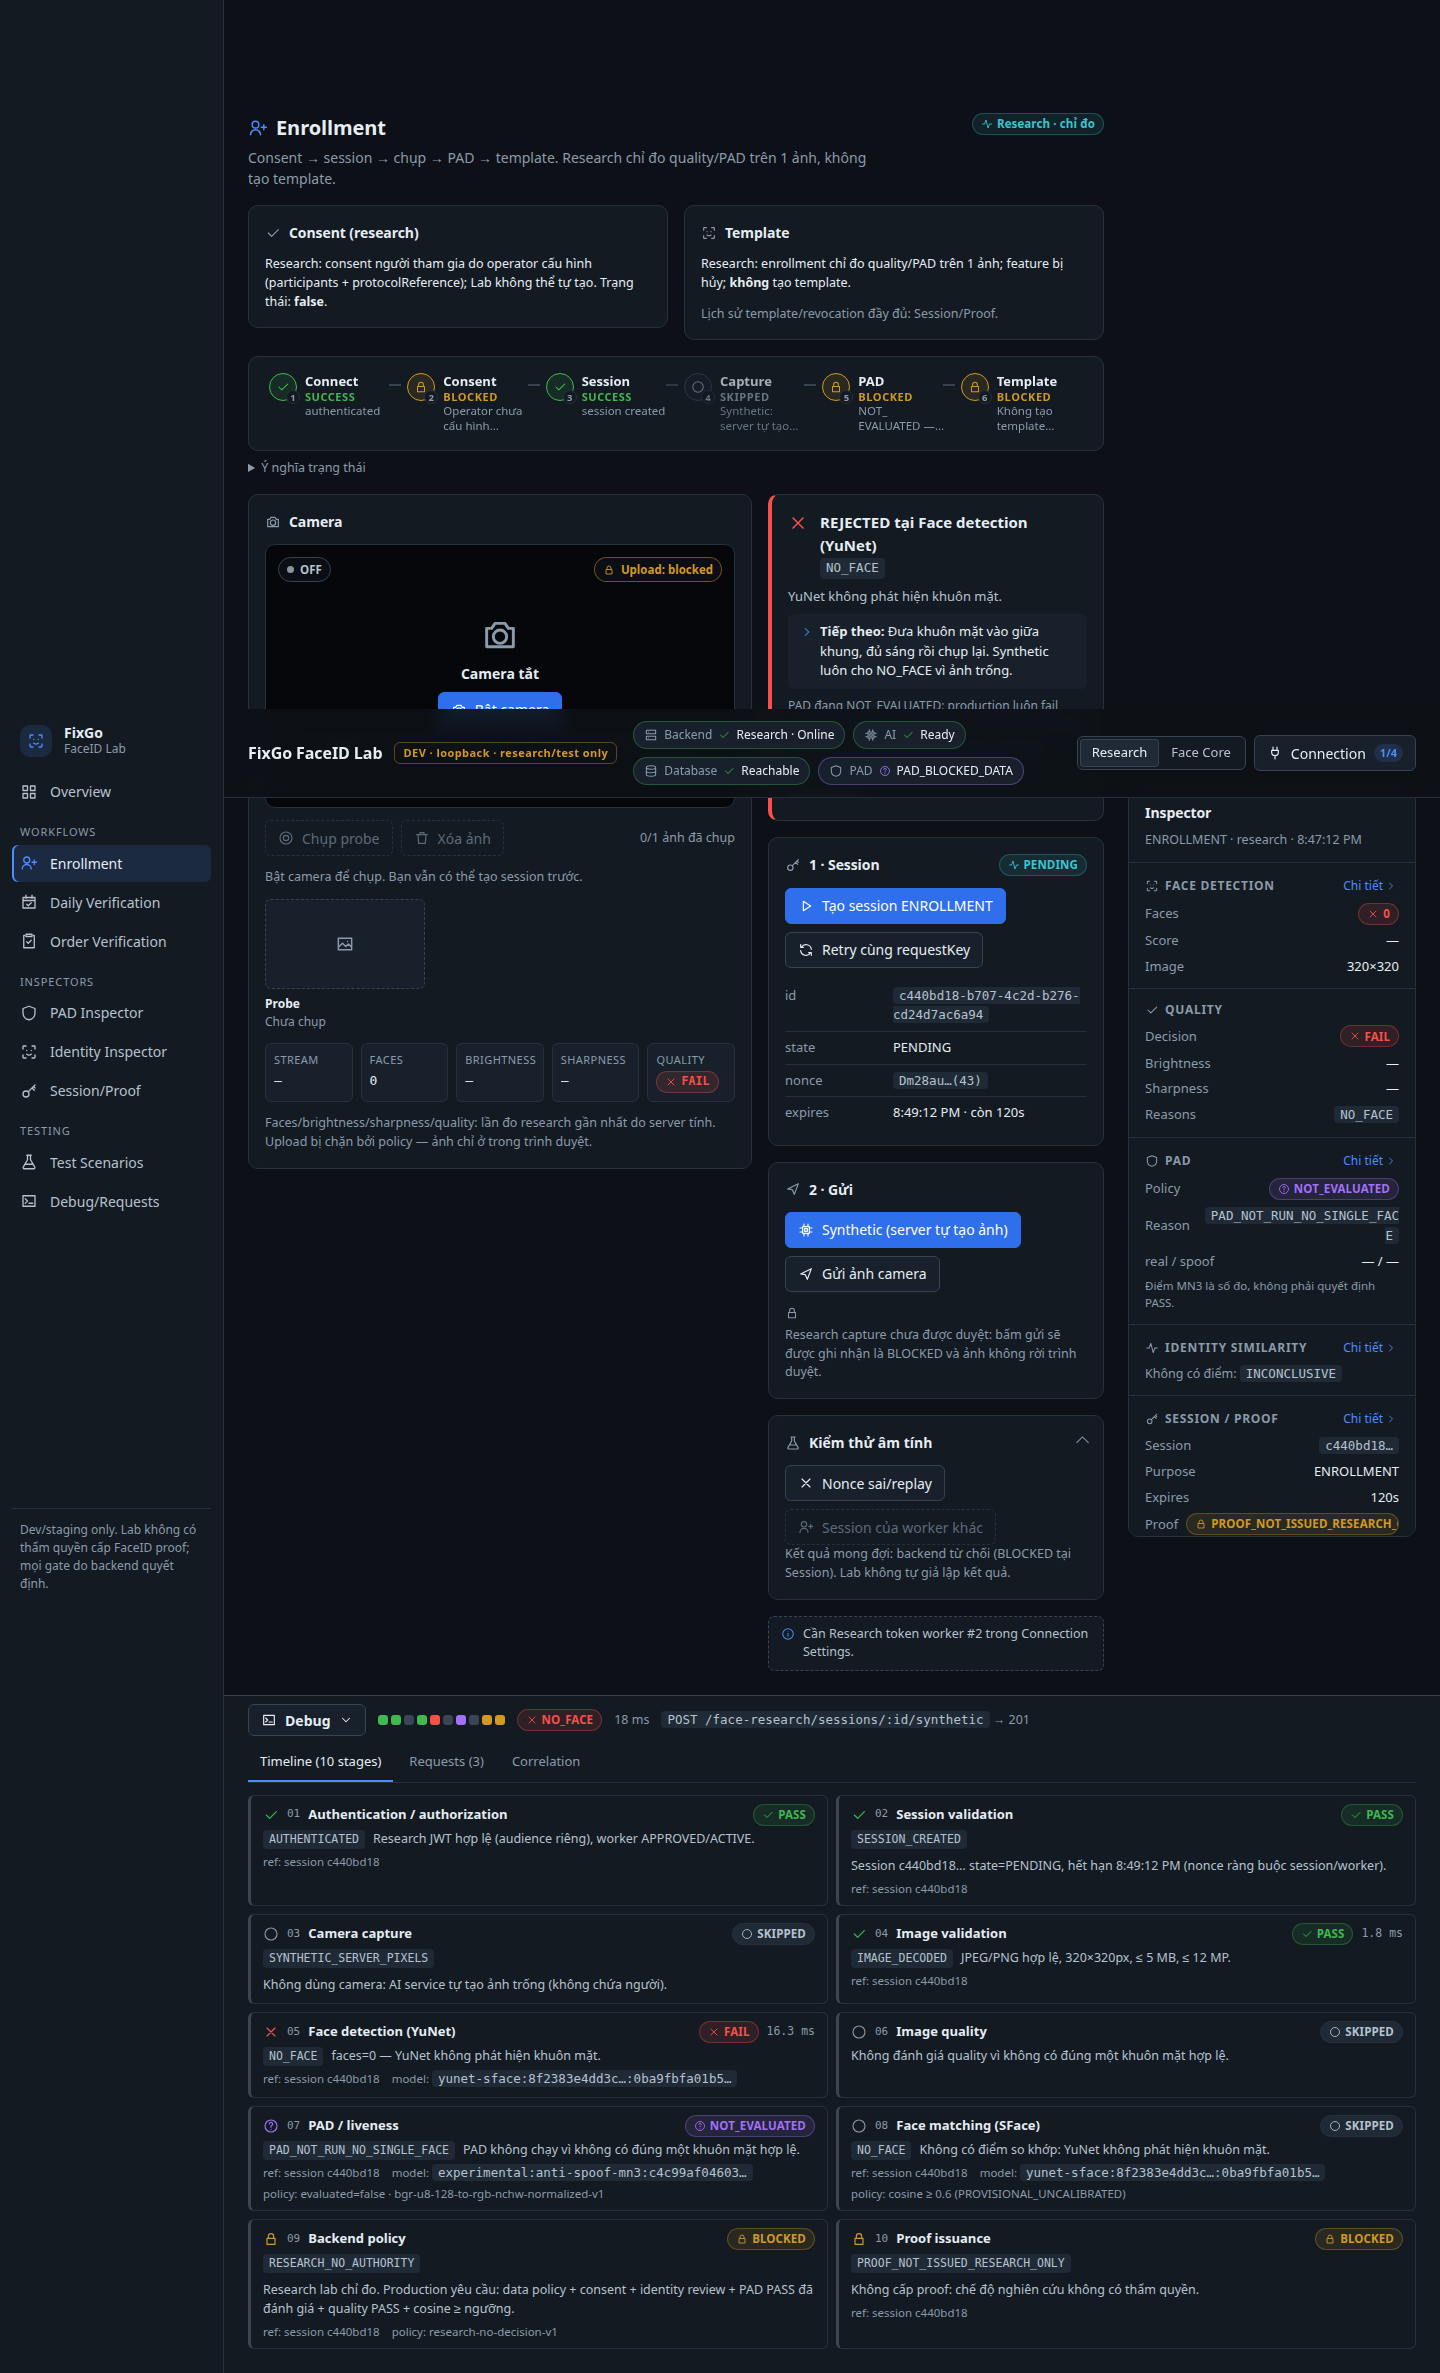 Enrollment
Research · chỉ đo
Consent → session → chụp → PAD → template. Research chỉ đo quality/PAD trên 1 ảnh, không
tạo template.
Consent (research)
Research: consent người tham gia do operator cấu hình
(participants + protocolReference); Lab không thể tự tạo. Trạng
thái: false.
Template
Research: enrollment chỉ đo quality/PAD trên 1 ảnh; feature bị
hủy; không tạo template.
Lịch sử template/revocation đầy đủ: Session/Proof.
1
Connect
SUCCESS
authenticated
2
Consent
BLOCKED
Operator chưa
cấu hình...
3
Session
SUCCESS
session created
4
Capture
SKIPPED
Synthetic:
server tự tạo...
5
PAD
BLOCKED
NOT_
EVALUATED —...
6
Template
BLOCKED
Không tạo
template...
Ý nghĩa trạng thái
Camera
OFF
Upload: blocked
Camera tắt
Bật camera
REJECTED tại Face detection
(YuNet)
NO_FACE
YuNet không phát hiện khuôn mặt.
Tiếp theo: Đưa khuôn mặt vào giữa
khung, đủ sáng rồi chụp lại. Synthetic
luôn cho NO_FACE vì ảnh trống.
PAD đang NOT_EVALUATED: production luôn fail
FixGo
FaceID Lab
Overview
WORKFLOWS
Enrollment
Daily Verification
Order Verification
INSPECTORS
PAD Inspector
Identity Inspector
Session/Proof
TESTING
Test Scenarios
Debug/Requests
Dev/staging only. Lab không có
thẩm quyền cấp FaceID proof;
mọi gate do backend quyết
định.
FixGo FaceID Lab
DEV · loopback · research/test only
Backend Research · Online
AI Ready
Database Reachable
PAD PAD_BLOCKED_DATA
Research
Face Core
Connection 1/4
Chụp probe
Xóa ảnh
0/1 ảnh đã chụp
Bật camera để chụp. Bạn vẫn có thể tạo session trước.
Probe
Chưa chụp
STREAM
—
FACES
0
BRIGHTNESS
—
SHARPNESS
—
QUALITY
FAIL
Faces/brightness/sharpness/quality: lần đo research gần nhất do server tính.
Upload bị chặn bởi policy — ảnh chỉ ở trong trình duyệt.
1 · Session
PENDING
Tạo session ENROLLMENT
Retry cùng requestKey
id
c440bd18-b707-4c2d-b276-
cd24d7ac6a94
state PENDING
nonce Dm28au…(43)
expires 8:49:12 PM · còn 120s
2 · Gửi
Synthetic (server tự tạo ảnh)
Gửi ảnh camera
Research capture chưa được duyệt: bấm gửi sẽ
được ghi nhận là BLOCKED và ảnh không rời trình
duyệt.
Kiểm thử âm tính
Nonce sai/replay
Session của worker khác
Kết quả mong đợi: backend từ chối (BLOCKED tại
Session). Lab không tự giả lập kết quả.
Cần Research token worker #2 trong Connection
Settings.
Inspector
ENROLLMENT · research · 8:47:12 PM
FACE DETECTION Chi tiết
Faces 0
Score —
Image 320×320
QUALITY
Decision FAIL
Brightness —
Sharpness —
Reasons NO_FACE
PAD Chi tiết
Policy NOT_EVALUATED
Reason PAD_NOT_RUN_NO_SINGLE_FAC
E
real / spoof — / —
Điểm MN3 là số đo, không phải quyết định
PASS.
IDENTITY SIMILARITY Chi tiết
Không có điểm: INCONCLUSIVE
SESSION / PROOF Chi tiết
Session c440bd18…
Purpose ENROLLMENT
Expires 120s
Proof PROOF_NOT_ISSUED_RESEARCH_
Debug
NO_FACE
18 ms
POST /face-research/sessions/:id/synthetic → 201
Timeline (10 stages)
Requests (3)
Correlation
01 Authentication / authorization PASS
AUTHENTICATED Research JWT hợp lệ (audience riêng), worker APPROVED/ACTIVE.
ref: session c440bd18
02 Session validation PASS
SESSION_CREATED
Session c440bd18… state=PENDING, hết hạn 8:49:12 PM (nonce ràng buộc session/worker).
ref: session c440bd18
03 Camera capture SKIPPED
SYNTHETIC_SERVER_PIXELS
Không dùng camera: AI service tự tạo ảnh trống (không chứa người).
04 Image validation PASS 1.8 ms
IMAGE_DECODED JPEG/PNG hợp lệ, 320×320px, ≤ 5 MB, ≤ 12 MP.
ref: session c440bd18
05 Face detection (YuNet) FAIL 16.3 ms
NO_FACE faces=0 — YuNet không phát hiện khuôn mặt.
ref: session c440bd18 model: yunet-sface:8f2383e4dd3c…:0ba9fbfa01b5…
06 Image quality SKIPPED
Không đánh giá quality vì không có đúng một khuôn mặt hợp lệ.
07 PAD / liveness NOT_EVALUATED
PAD_NOT_RUN_NO_SINGLE_FACE PAD không chạy vì không có đúng một khuôn mặt hợp lệ.
ref: session c440bd18 model: experimental:anti-spoof-mn3:c4c99af04603…
policy: evaluated=false · bgr-u8-128-to-rgb-nchw-normalized-v1
08 Face matching (SFace) SKIPPED
NO_FACE Không có điểm so khớp: YuNet không phát hiện khuôn mặt.
ref: session c440bd18 model: yunet-sface:8f2383e4dd3c…:0ba9fbfa01b5…
policy: cosine ≥ 0.6 (PROVISIONAL_UNCALIBRATED)
09 Backend policy BLOCKED
RESEARCH_NO_AUTHORITY
Research lab chỉ đo. Production yêu cầu: data policy + consent + identity review + PAD PASS đã
đánh giá + quality PASS + cosine ≥ ngưỡng.
ref: session c440bd18 policy: research-no-decision-v1
10 Proof issuance BLOCKED
PROOF_NOT_ISSUED_RESEARCH_ONLY
Không cấp proof: chế độ nghiên cứu không có thẩm quyền.
ref: session c440bd18